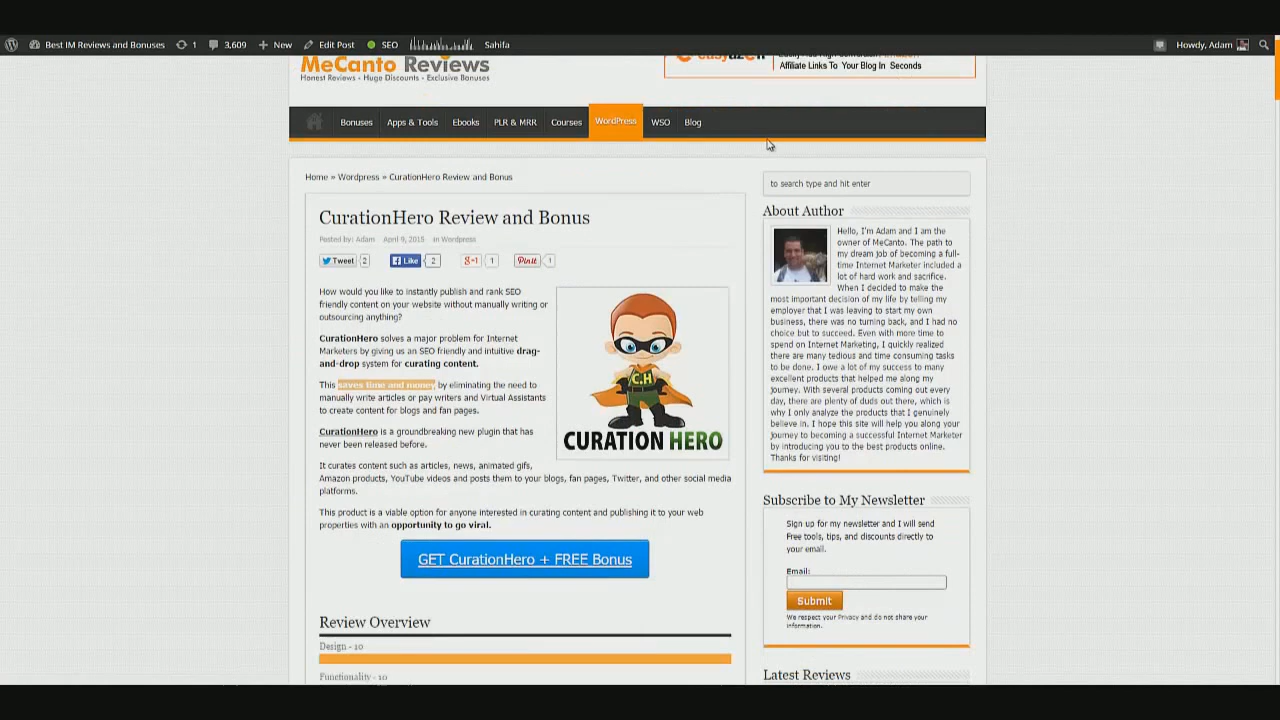 Best IM Reviews and Bonuses 1 3,609 New Edit Post SEO Sahifa Howdy, Adam
MeCanto Reviews
Honest Reviews - Huge Discounts - Exclusive Bonuses
Affiliate Links To Your Blog In Seconds
Bonuses Apps & Tools Ebooks PLR & MRR Courses WordPress WSO Blog
Home » Wordpress » CurationHero Review and Bonus
CurationHero Review and Bonus
Posted by: Adam April 9, 2015 in Wordpress
Tweet 2 Like 2 g+1 1 Pin it 1
How would you like to instantly publish and rank SEO
friendly content on your website without manually writing or
outsourcing anything?
CurationHero solves a major problem for Internet
Marketers by giving us an SEO friendly and intuitive drag-
and-drop system for curating content.
This saves time and money by eliminating the need to
manually write articles or pay writers and Virtual Assistants
to create content for blogs and fan pages.
CurationHero is a groundbreaking new plugin that has
never been released before.
It curates content such as articles, news, animated gifs,
Amazon products, YouTube videos and posts them to your blogs, fan pages, Twitter, and other social media
platforms.
This product is a viable option for anyone interested in curating content and publishing it to your web
properties with an opportunity to go viral.
C.H
CURATION HERO
GET CurationHero + FREE Bonus
Review Overview
Design - 10
Functionality - 10
to search type and hit enter
About Author
Hello, I'm Adam and I am the
owner of MeCanto. The path to
my dream job of becoming a full-
time Internet Marketer included a
lot of hard work and sacrifice.
When I decided to make the
most important decision of my life by telling my
employer that I was leaving to start my own
business, there was no turning back, and I had no
choice but to succeed. Even with more time to
spend on Internet Marketing, I quickly realized
there are many tedious and time consuming tasks
to be done. I owe a lot of my success to many
excellent products that helped me along my
journey. With several products coming out every
day, there are plenty of duds out there, which is
why I only analyze the products that I genuinely
believe in. I hope this site will help you along your
journey to becoming a successful Internet Marketer
by introducing you to the best products online.
Thanks for visiting!
Subscribe to My Newsletter
Sign up for my newsletter and I will send
Free tools, tips, and discounts directly to
your email.
Email:
Submit
We respect your Privacy and do not share your
information.
Latest Reviews